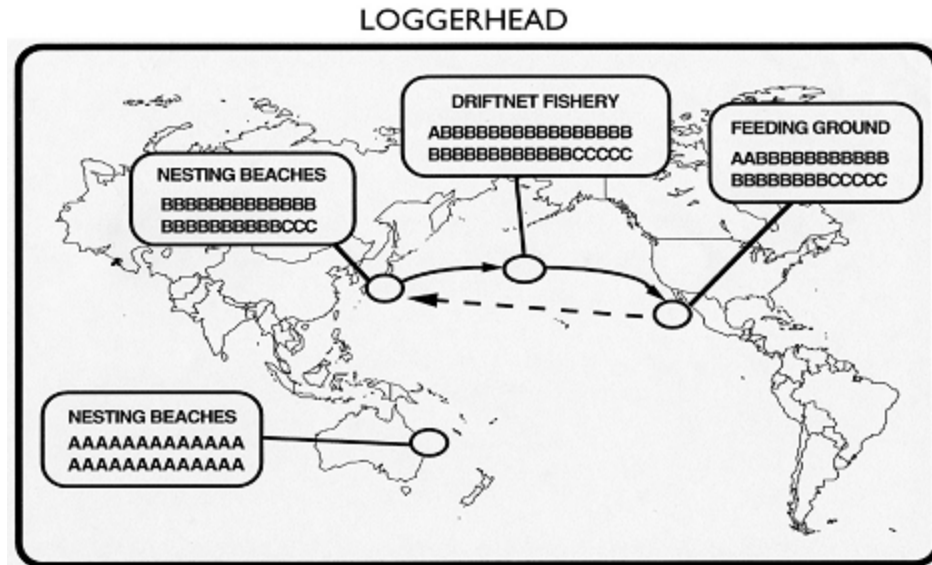 LOGGERHEAD
DRIFTNET FISHERY
ABBBBBBBBBBBBBBBB
BBBBBBBBBBBBCCCCC
FEEDING GROUND
AABBBBBBBBBBB
BBBBBBBBCCCCC
NESTING BEACHES
BBBBBBBBBBBBB
BBBBBBBBBBCCC
NESTING BEACHES
AAAAAAAAAAAAA
AAAAAAAAAAAAA